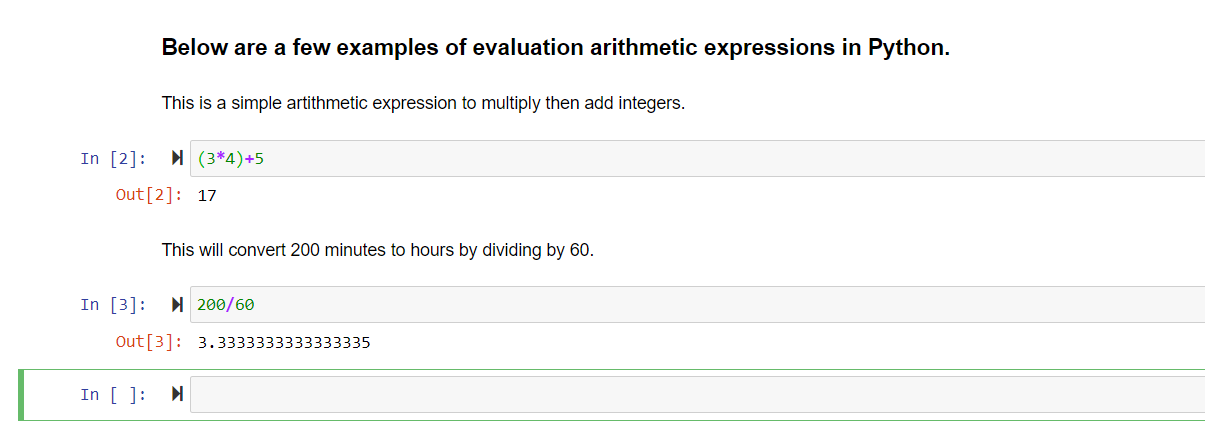 Below are a few examples of evaluation arithmetic expressions in Python.
This is a simple artithmetic expression to multiply then add integers.
In [2]: (3*4)+5
Out[2]: 17
This will convert 200 minutes to hours by dividing by 60.
In [3]: 200/60
Out[3]: 3.3333333333333335
In [ ]: